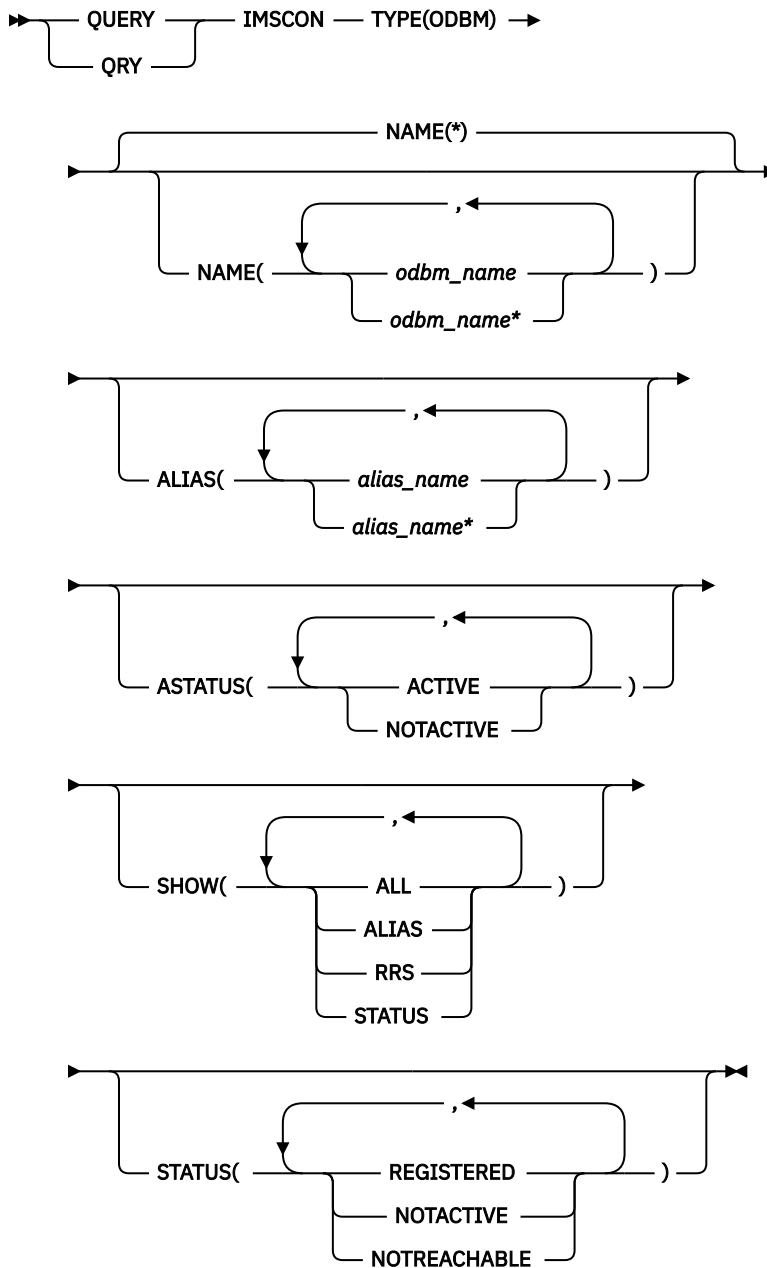 QUERY IMSCON TYPE(ODBM)
QRY
NAME(*)
,
NAME( odbm_name )
odbm_name*
,
ALIAS( alias_name )
alias_name*
,
ASTATUS( ACTIVE )
NOTACTIVE
,
SHOW( ALL )
ALIAS
RRS
STATUS
,
STATUS( REGISTERED )
NOTACTIVE
NOTREACHABLE